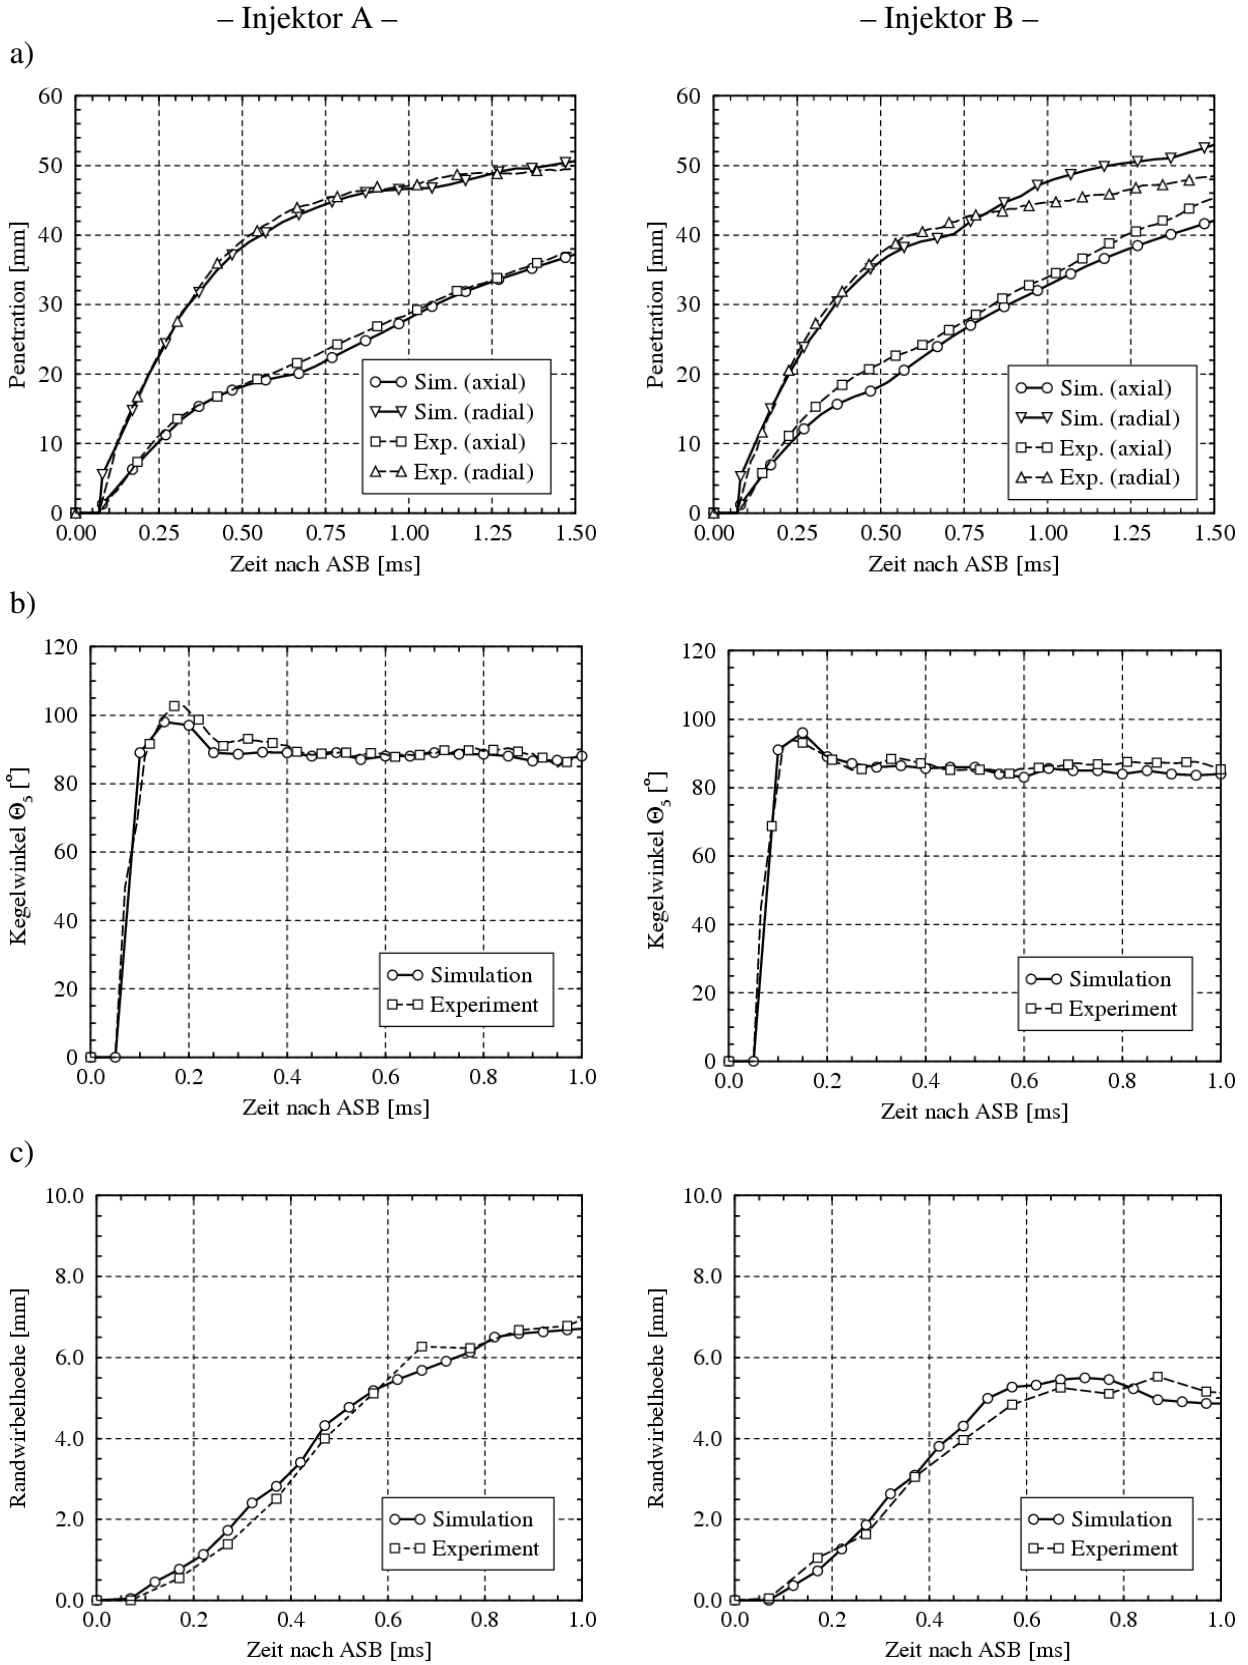 – Injektor A –
– Injektor B –
a)
60
50
40
30
20
10
0
Penetration [mm]
0.00 0.25 0.50 0.75 1.00 1.25 1.50
Zeit nach ASB [ms]
Sim. (axial)
Sim. (radial)
Exp. (axial)
Exp. (radial)
60
50
40
30
20
10
0
Penetration [mm]
0.00 0.25 0.50 0.75 1.00 1.25 1.50
Zeit nach ASB [ms]
Sim. (axial)
Sim. (radial)
Exp. (axial)
Exp. (radial)
b)
120
100
80
60
40
20
0
Kegelwinkel Θ₅ [°]
0.0 0.2 0.4 0.6 0.8 1.0
Zeit nach ASB [ms]
Simulation
Experiment
120
100
80
60
40
20
0
Kegelwinkel Θ₅ [°]
0.0 0.2 0.4 0.6 0.8 1.0
Zeit nach ASB [ms]
Simulation
Experiment
c)
10.0
8.0
6.0
4.0
2.0
0.0
Randwirbelhoehe [mm]
0.0 0.2 0.4 0.6 0.8 1.0
Zeit nach ASB [ms]
Simulation
Experiment
10.0
8.0
6.0
4.0
2.0
0.0
Randwirbelhoehe [mm]
0.0 0.2 0.4 0.6 0.8 1.0
Zeit nach ASB [ms]
Simulation
Experiment